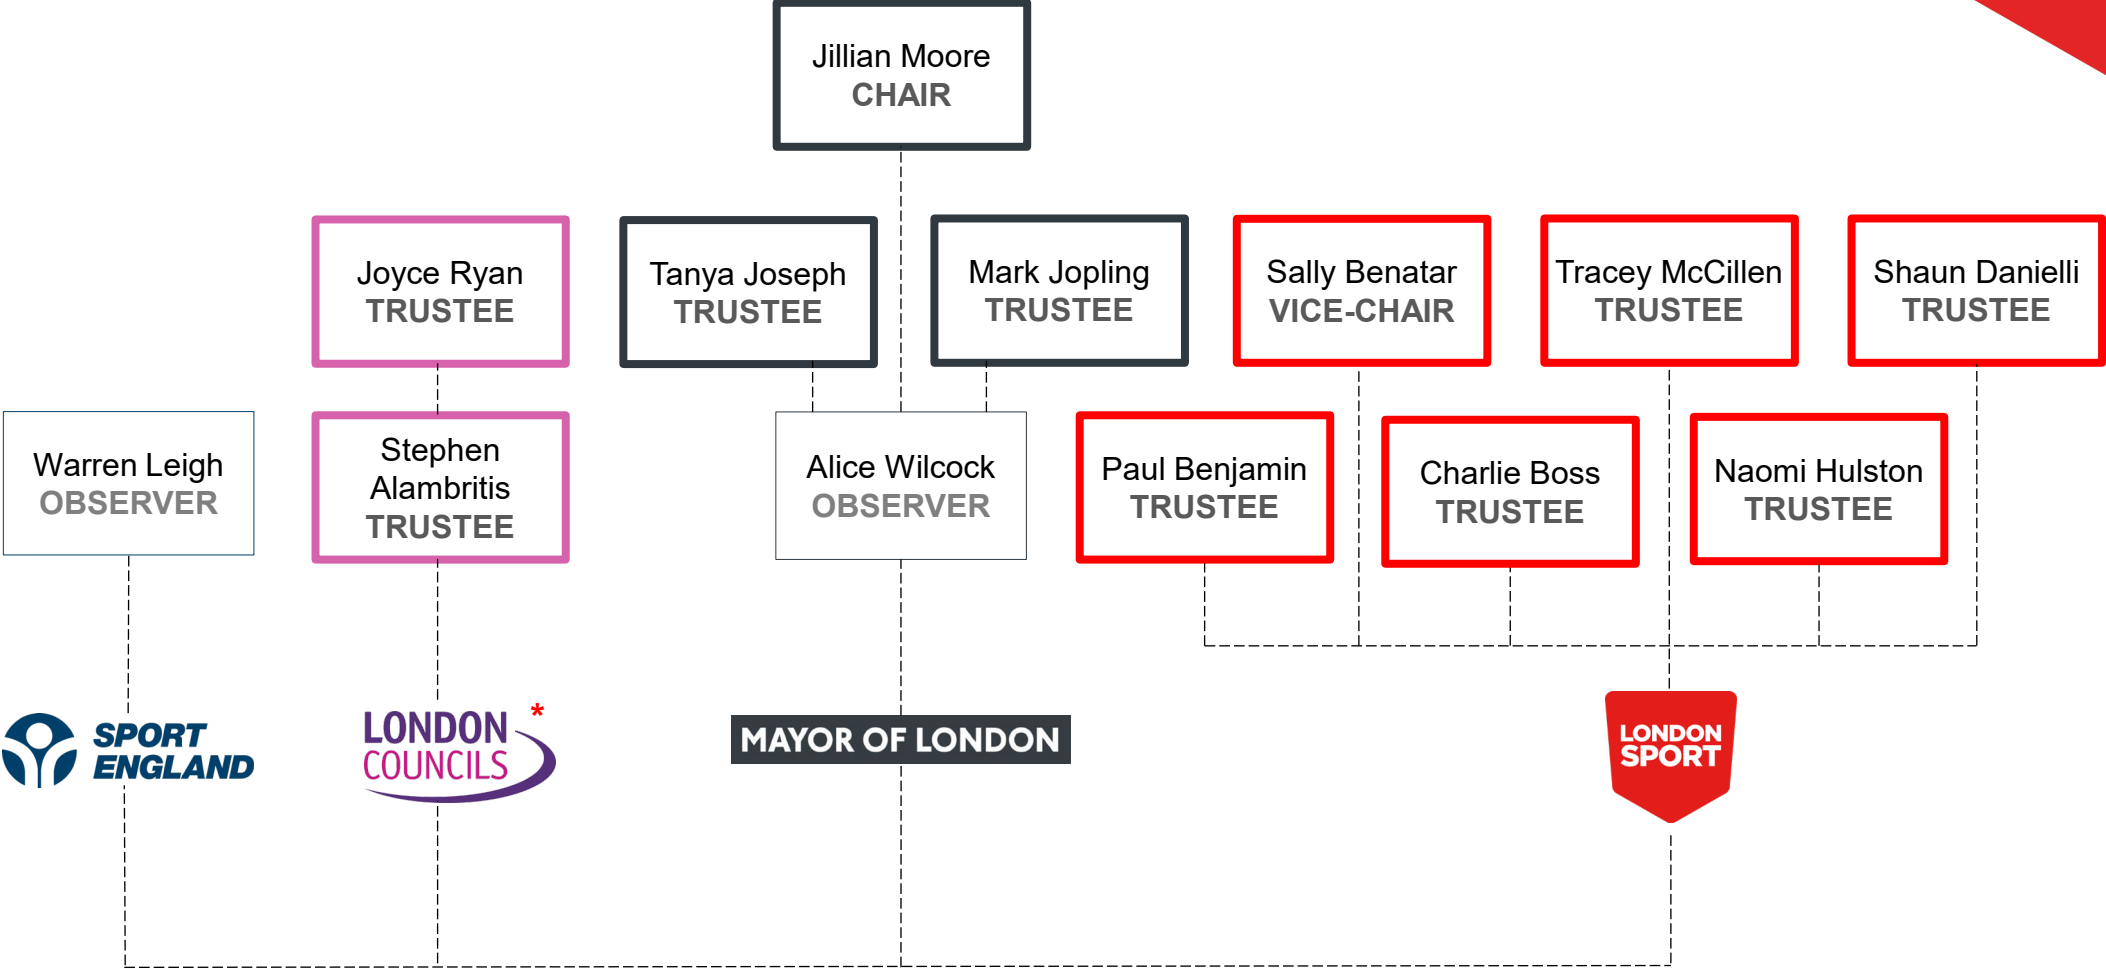 Jillian Moore
CHAIR
Joyce Ryan
TRUSTEE
Tanya Joseph
TRUSTEE
Mark Jopling
TRUSTEE
Sally Benatar
VICE-CHAIR
Tracey McCillen
TRUSTEE
Shaun Danielli
TRUSTEE
Warren Leigh
OBSERVER
Stephen
Alambritis
TRUSTEE
Alice Wilcock
OBSERVER
Paul Benjamin
TRUSTEE
Charlie Boss
TRUSTEE
Naomi Hulston
TRUSTEE
SPORT
ENGLAND
LONDON *
COUNCILS
MAYOR OF LONDON
LONDON
SPORT